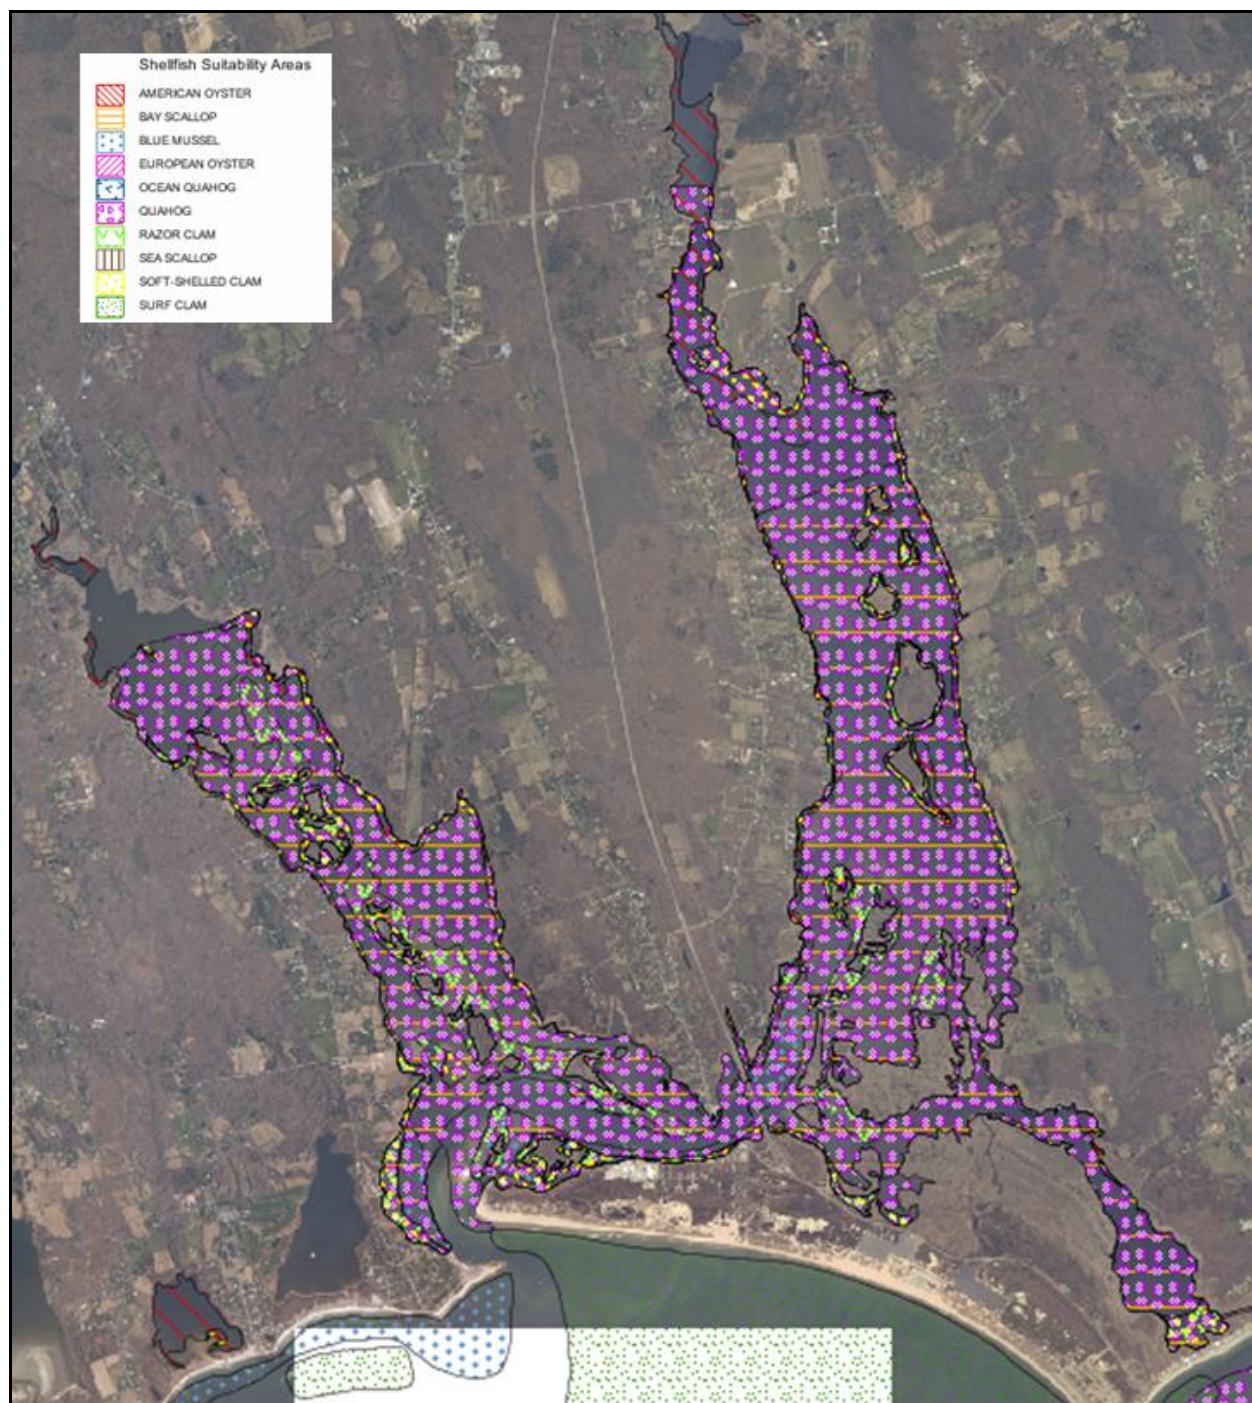 Shellfish Suitability Areas
AMERICAN OYSTER
BAY SCALLOP
BLUE MUSSEL
EUROPEAN OYSTER
OCEAN QUAHOG
QUAHOG
RAZOR CLAM
SEA SCALLOP
SOFT-SHELLED CLAM
SURF CLAM